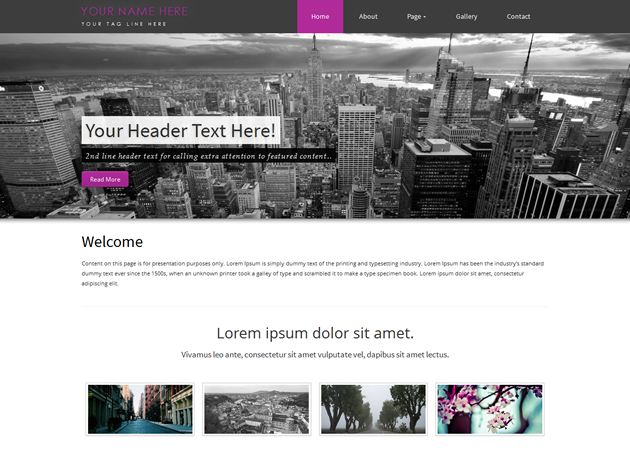 YOUR NAME HERE
YOUR TAG LINE HERE
Home About Page Gallery Contact
Your Header Text Here!
2nd line header text for calling extra attention to featured content..
Read More
Welcome
Content on this page is for presentation purposes only. Lorem Ipsum is simply dummy text of the printing and typesetting industry. Lorem Ipsum has been the industry's standard
dummy text ever since the 1500s, when an unknown printer took a galley of type and scrambled it to make a type specimen book. Lorem ipsum dolor sit amet, consectetur
adipiscing elit.
Lorem ipsum dolor sit amet.
Vivamus leo ante, consectetur sit amet vulputate vel, dapibus sit amet lectus.